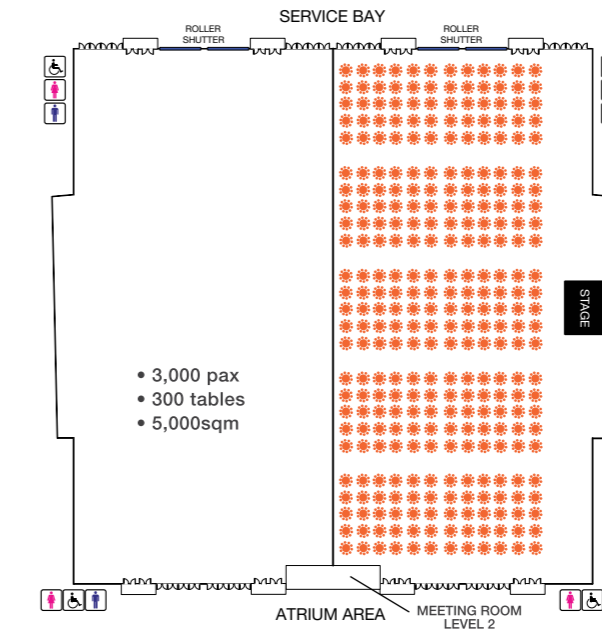 SERVICE BAY
ROLLER
SHUTTER
ROLLER
SHUTTER
STAGE
• 3,000 pax
• 300 tables
• 5,000sqm
ATRIUM AREA
MEETING ROOM
LEVEL 2